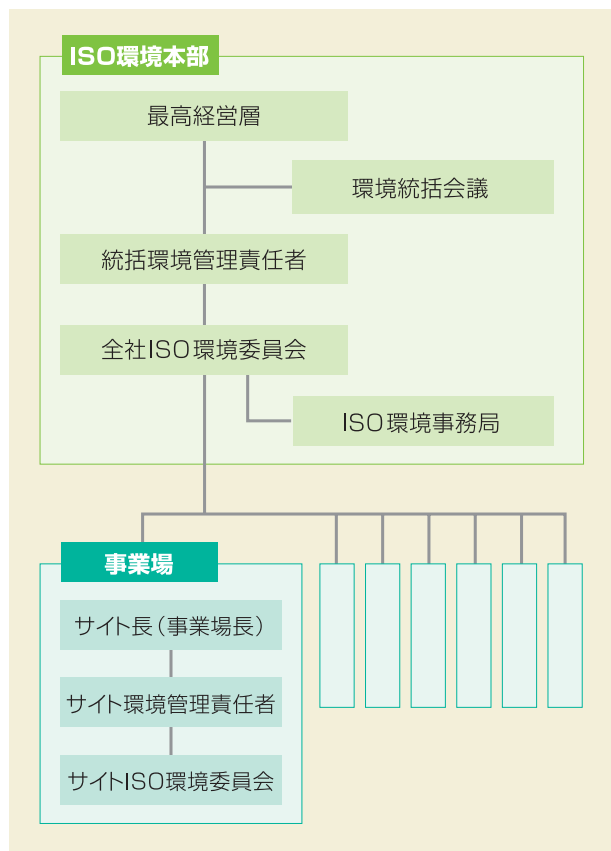 ISO環境本部
最高経営層
環境統括会議
統括環境管理責任者
全社ISO環境委員会
ISO環境事務局
事業場
サイト長（事業場長）
サイト環境管理責任者
サイトISO環境委員会